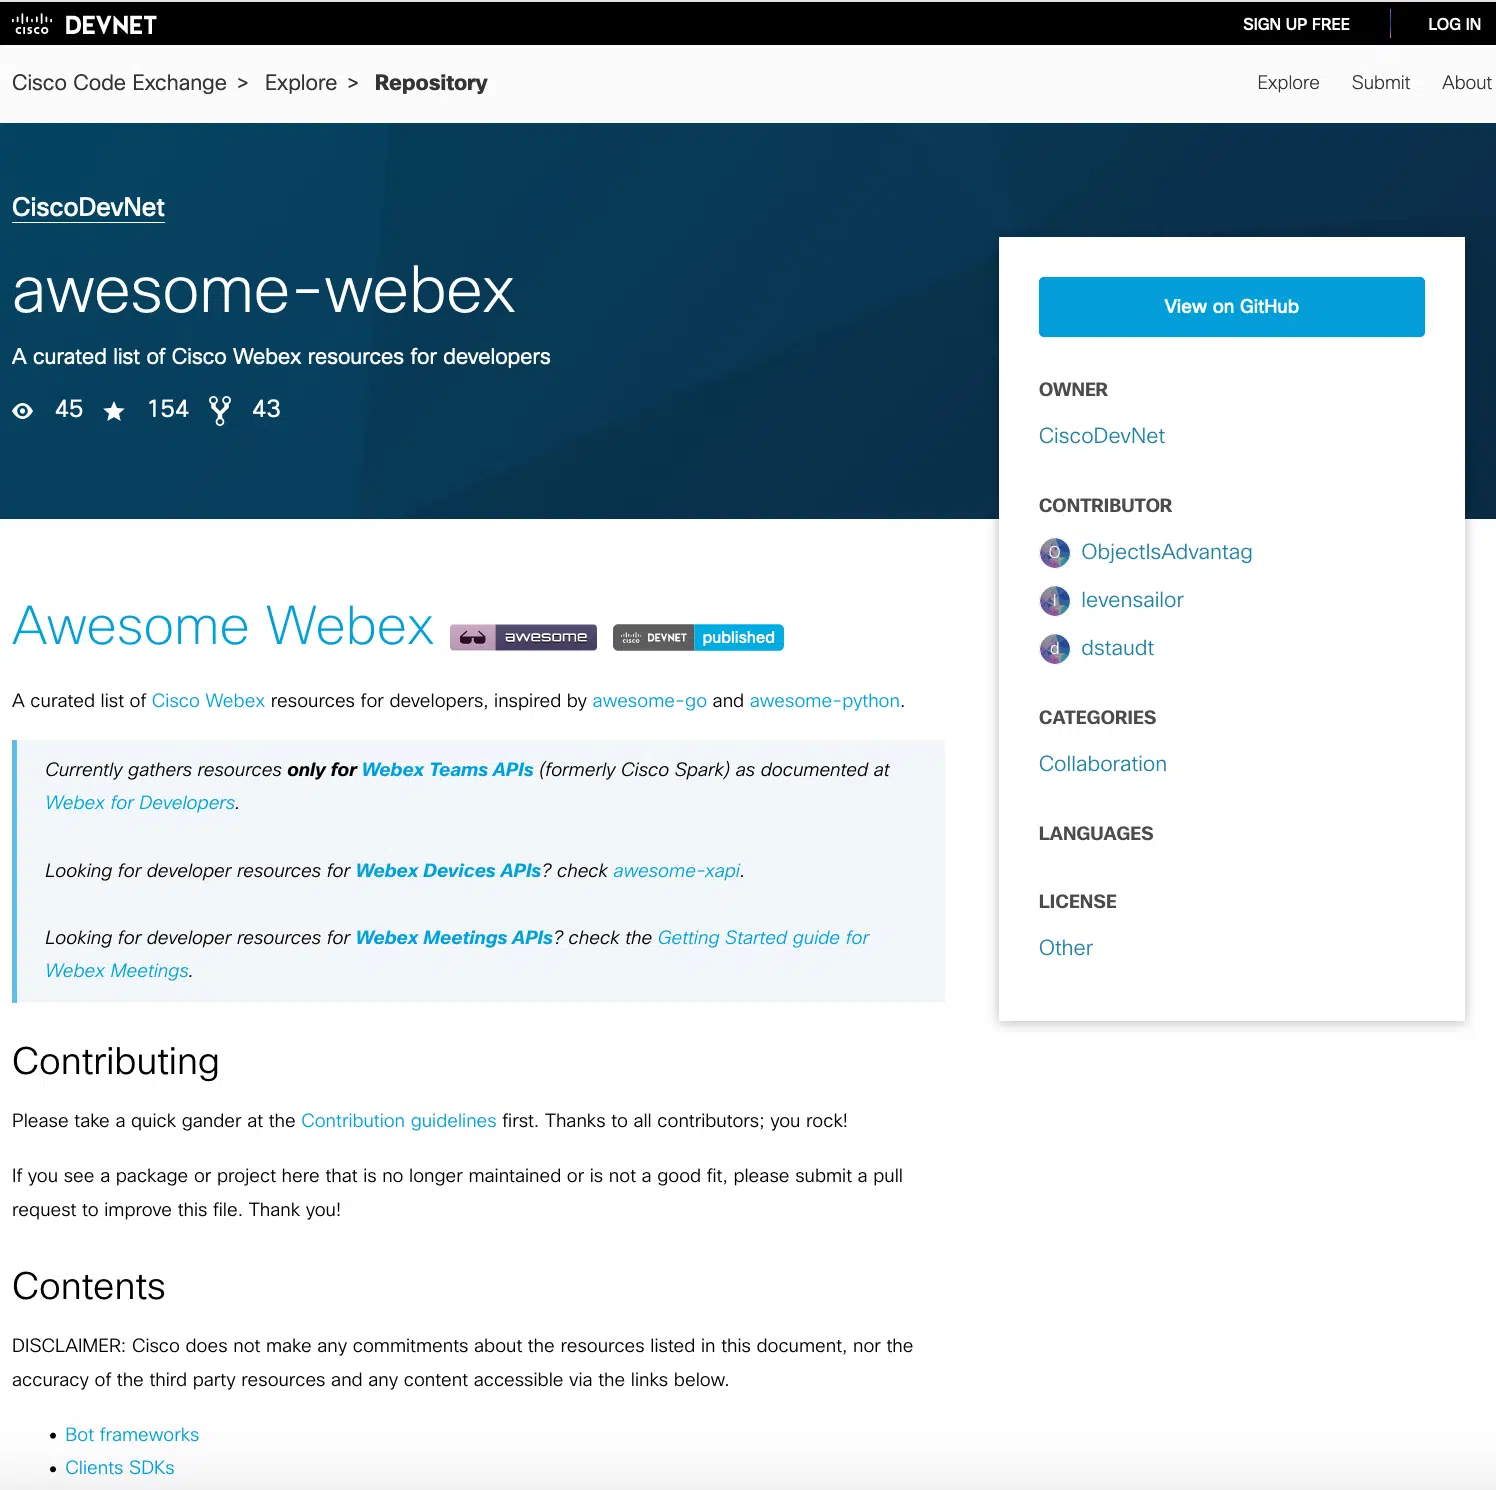 CISCO DEVNET SIGN UP FREE LOG IN
Cisco Code Exchange > Explore > Repository Explore Submit About
CiscoDevNet
awesome-webex
A curated list of Cisco Webex resources for developers
45 154 43
View on GitHub
OWNER
CiscoDevNet
CONTRIBUTOR
O ObjectIsAdvantag
l levensailor
d dstaudt
CATEGORIES
Collaboration
LANGUAGES
LICENSE
Other
Awesome Webex awesome CISCO DEVNET published
A curated list of Cisco Webex resources for developers, inspired by awesome-go and awesome-python.
Currently gathers resources only for Webex Teams APIs (formerly Cisco Spark) as documented at
Webex for Developers.
Looking for developer resources for Webex Devices APIs? check awesome-xapi.
Looking for developer resources for Webex Meetings APIs? check the Getting Started guide for
Webex Meetings.
Contributing
Please take a quick gander at the Contribution guidelines first. Thanks to all contributors; you rock!
If you see a package or project here that is no longer maintained or is not a good fit, please submit a pull
request to improve this file. Thank you!
Contents
DISCLAIMER: Cisco does not make any commitments about the resources listed in this document, nor the
accuracy of the third party resources and any content accessible via the links below.
• Bot frameworks
• Clients SDKs